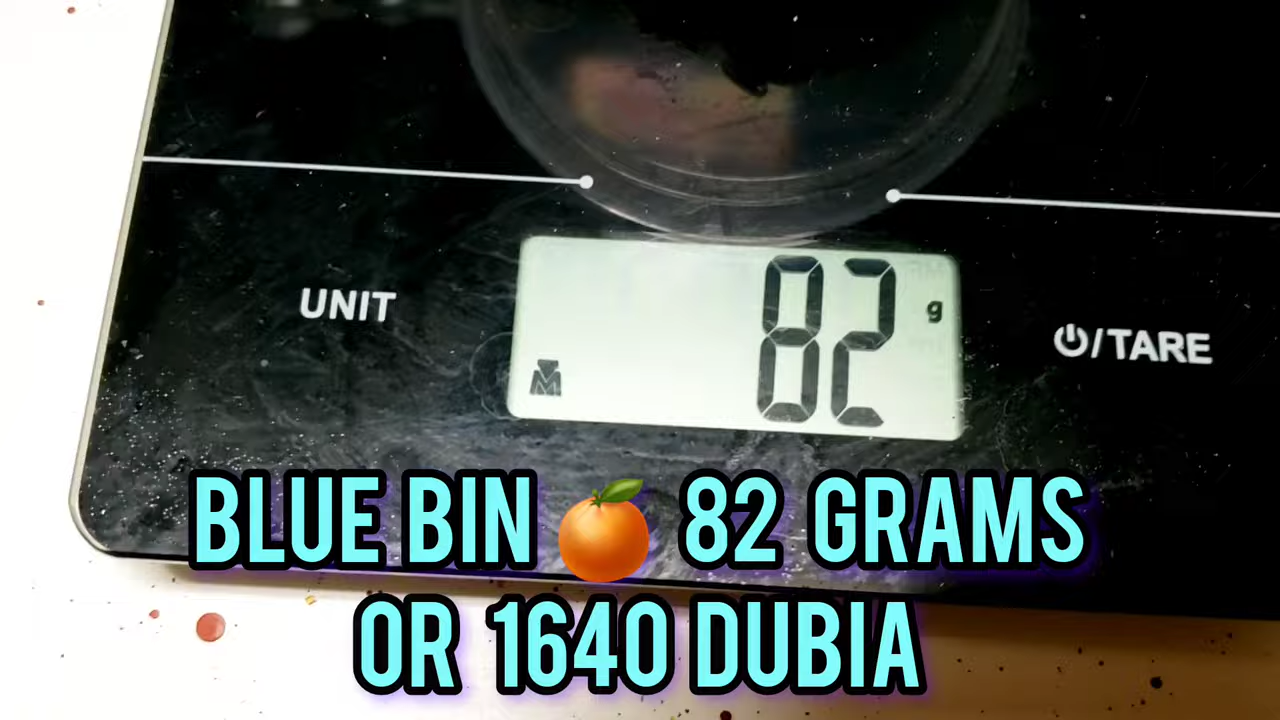 UNIT
82 g
M
⏻/TARE
BLUE BIN 🍊 82 GRAMS
OR 1640 DUBIA